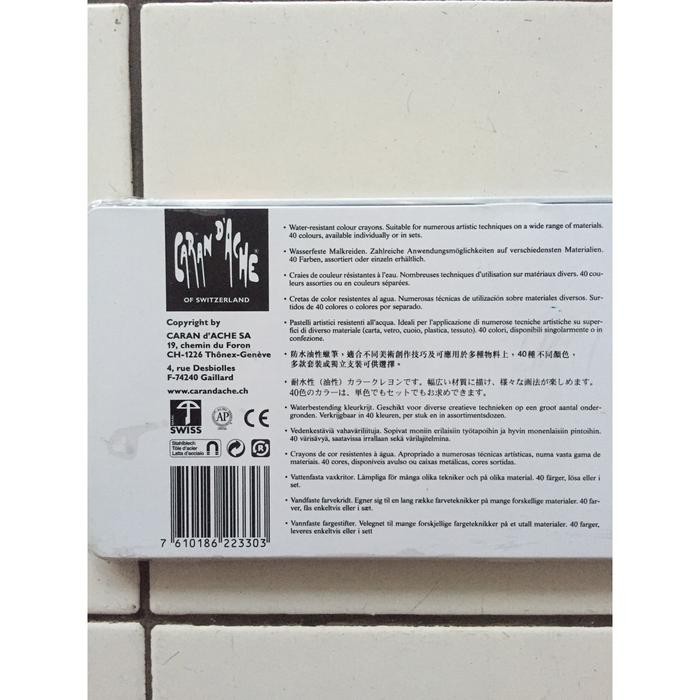 CARAN D'ACHE®
OF SWITZERLAND
Copyright by
CARAN d'ACHE SA
19, chemin du Foron
CH-1226 Thônex-Genève
4, rue Desbiolles
F-74240 Gaillard
www.carandache.ch
SWISS
AP
CE
Stahlblech
Tôle d'acier
Latta d'acciaio
7 610186 223303
• Water-resistant colour crayons. Suitable for numerous artistic techniques on a wide range of materials.
40 colours, available individually or in sets.
• Wasserfeste Malkreiden. Zahlreiche Anwendungsmöglichkeiten auf verschiedensten Materialien.
40 Farben, assortiert oder einzeln erhältlich.
• Craies de couleur résistantes à l'eau. Nombreuses techniques d'utilisation sur matériaux divers. 40 cou-
leurs assorties ou en couleurs séparées.
• Cretas de color resistentes al agua. Numerosas técnicas de utilización sobre materiales diversos. Sur-
tidos de 40 colores o colores por separado.
• Pastelli artistici resistenti all'acqua. Ideali per l'applicazione di numerose tecniche artistiche su super-
fici di diverso materiale (carta, vetro, cuoio, plastica, tessuto). 40 colori, disponibili singolarmente o in
confezione.
• 防水油性蠟筆，適合不同美術創作技巧及可應用於多種物料上，40種不同顏色，
多款套裝或獨立支裝可供選擇。
• 耐水性（油性）カラークレヨンです。幅広い材質に描け、様々な画法が楽しめます。
40色のカラーは、単色でもセットでもお求めできます。
• Waterbestending kleurkrijt. Geschikt voor diverse creatieve technieken op een groot aantal onder-
gronden. Verkrijgbaar in 40 kleuren, per stuk en in assortimentsdozen.
• Vedenkestäviä vahavärliituja. Sopivat moniin erilaisiin työtapoihin ja hyvin monenlaisiin pintoihin.
40 värisävyä, saatavissa irrallaan sekä värilajitelmina.
• Crayons de cor resistentes à água. Apropriado a numerosas técnicas artísticas, numa vasta gama de
materiais. 40 cores, disponíveis avulso ou caixas metálicas, cores sortidas.
• Vattenfasta vaxkritor. Lämpliga för många olika tekniker och på olika material. 40 färger, lösa eller i
set.
• Vandfaste farvekridt. Egner sig til en lang række farveteknikker på mange forskellige materialer. 40 far-
ver, fås enkeltvis eller i sæt.
• Vannfaste fargestifter. Velegnet til mange forskjellige fargeteknikker på et utall materialer. 40 farger,
leveres enkeltvis eller i sett